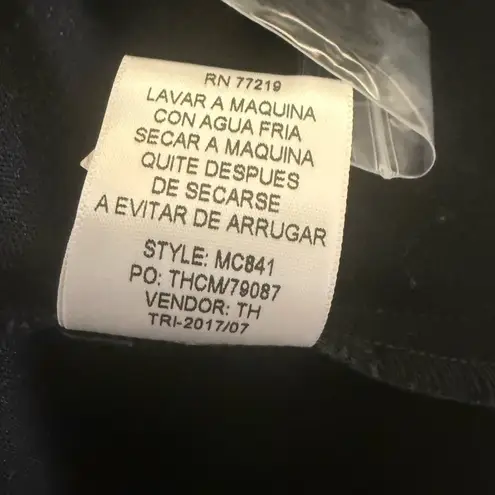 RN 77219
LAVAR A MAQUINA
CON AGUA FRIA
SECAR A MAQUINA
QUITE DESPUES
DE SECARSE
A EVITAR DE ARRUGAR
STYLE: MC841
PO: THCM/79087
VENDOR: TH
TRI-2017/07